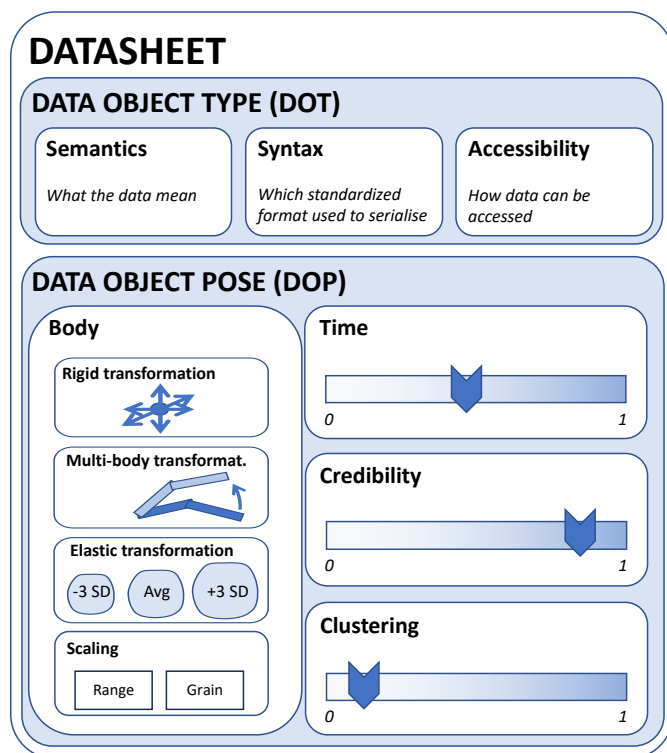 DATASHEET
DATA OBJECT TYPE (DOT)
Semantics
What the data mean
Syntax
Which standardized
format used to serialise
Accessibility
How data can be
accessed
DATA OBJECT POSE (DOP)
Body
Rigid transformation
Multi-body transformat.
Elastic transformation
-3 SD
Avg
+3 SD
Scaling
Range
Grain
Time
0
1
Credibility
0
1
Clustering
0
1